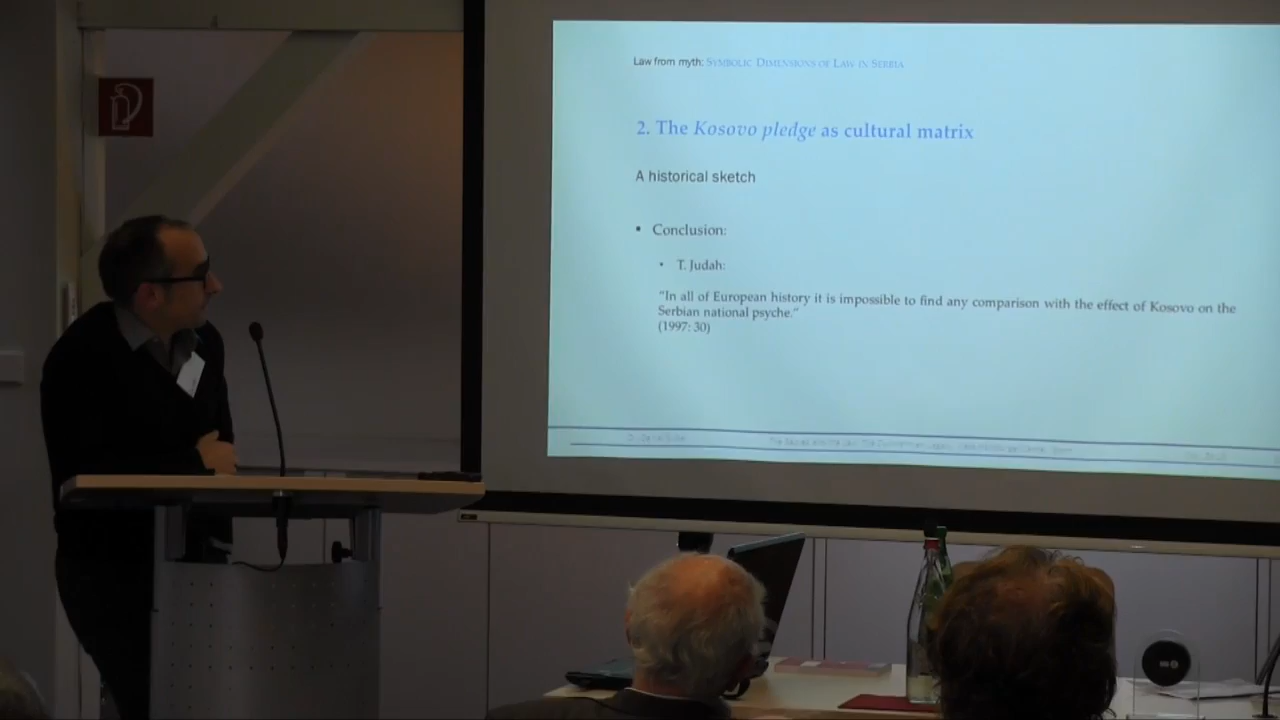 Law from myth: SYMBOLIC DIMENSIONS OF LAW IN SERBIA
2. The Kosovo pledge as cultural matrix
A historical sketch
▪ Conclusion:
• T. Judah:
"In all of European history it is impossible to find any comparison with the effect of Kosovo on the
Serbian national psyche."
(1997: 30)